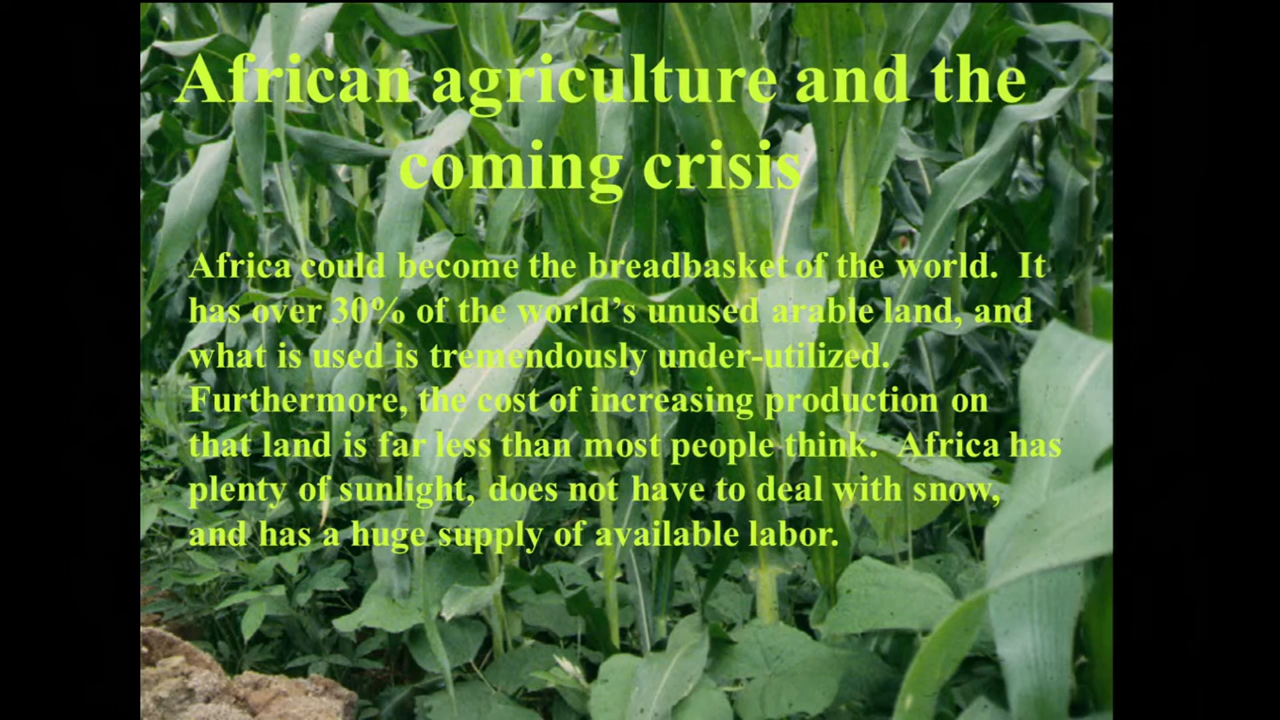 African agriculture and the
coming crisis
Africa could become the breadbasket of the world.  It
has over 30% of the world’s unused arable land, and
what is used is tremendously under-utilized.
Furthermore, the cost of increasing production on
that land is far less than most people think.  Africa has
plenty of sunlight, does not have to deal with snow,
and has a huge supply of available labor.